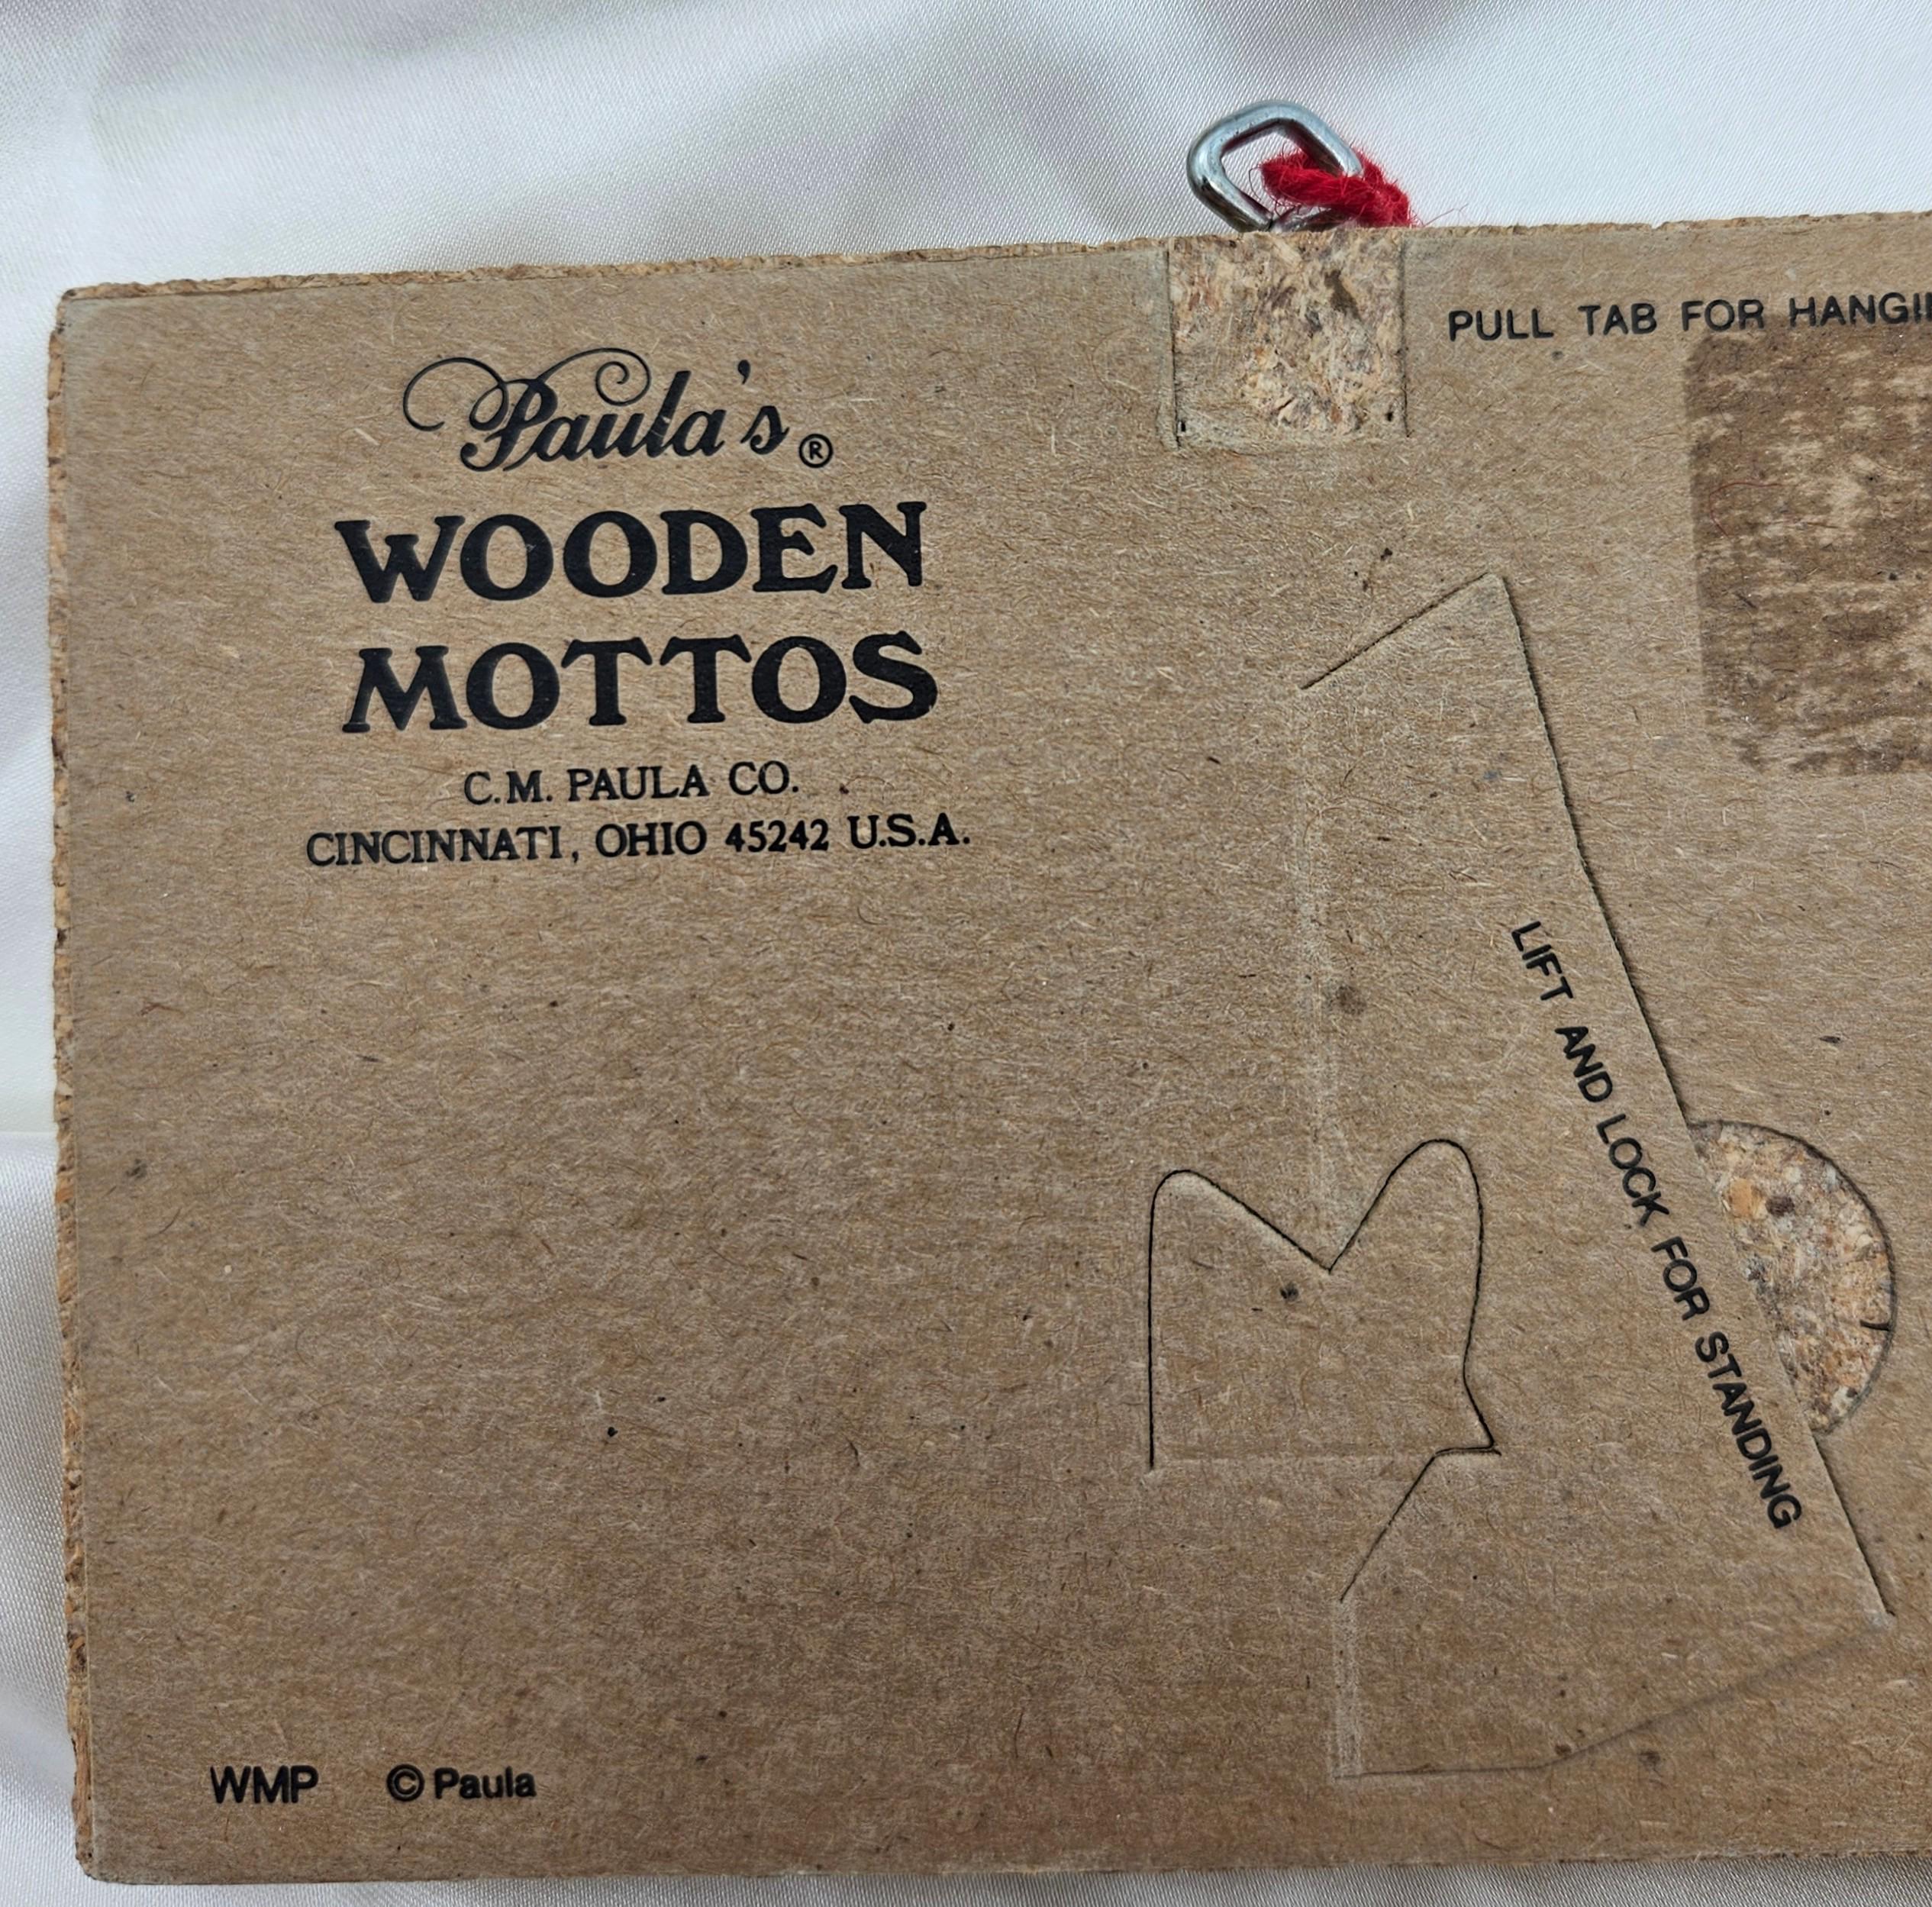 Paula's®
WOODEN
MOTTOS
C.M. PAULA CO.
CINCINNATI, OHIO 45242 U.S.A.
PULL TAB FOR
LIFT AND LOCK FOR STANDING
WMP © Paula